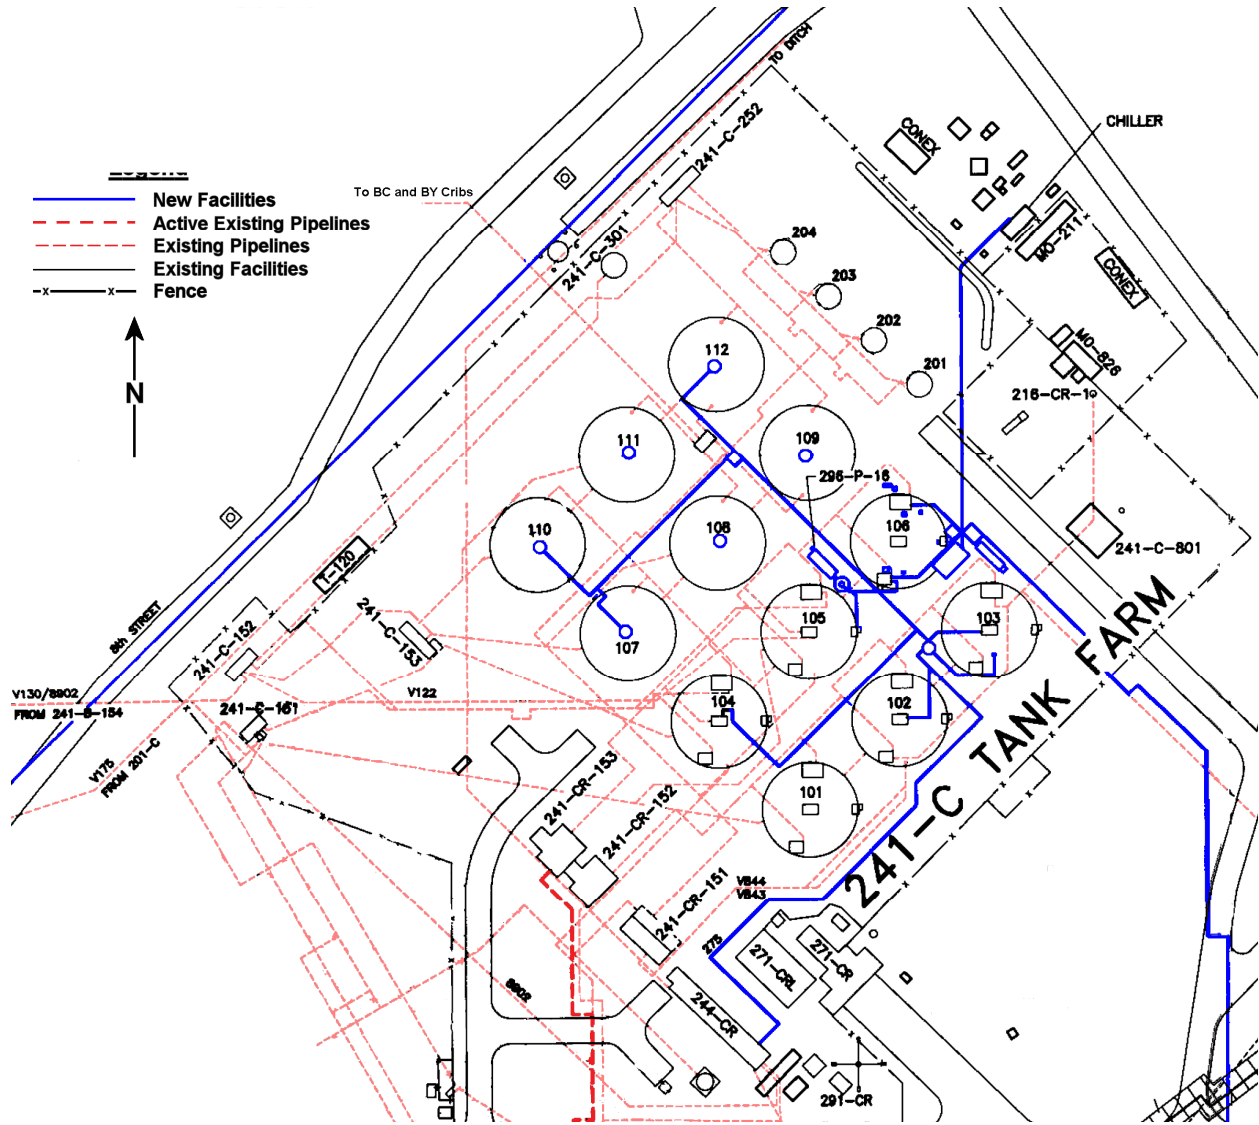 TO DITCH
241-C-252
CONEX
CHILLER
Legend
New Facilities
Active Existing Pipelines
Existing Pipelines
Existing Facilities
Fence
To BC and BY Cribs
241-C-301
204
203
202
201
MO-211
CONEX
MO-826
216-CR-1
N
112
111
109
296-P-16
110
108
106
241-C-801
T-120
8th STREET
241-C-152
241-C-153
105
103
107
V130/8902
V122
FROM 241-B-154
241-C-151
104
102
V175
FROM 201-C
101
241-CR-153
241-CR-152
241-C TANK FARM
V844
V843
241-CR-151
275
271-CRL
271-CR
8902
244-CR
291-CR